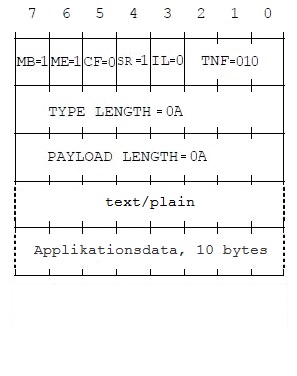 7 6 5 4 3 2 1 0
MB=1 ME=1 CF=0 SR=1 IL=0 TNF=010
TYPE LENGTH = 0A
PAYLOAD LENGTH= 0A
text/plain
Applikationsdata, 10 bytes